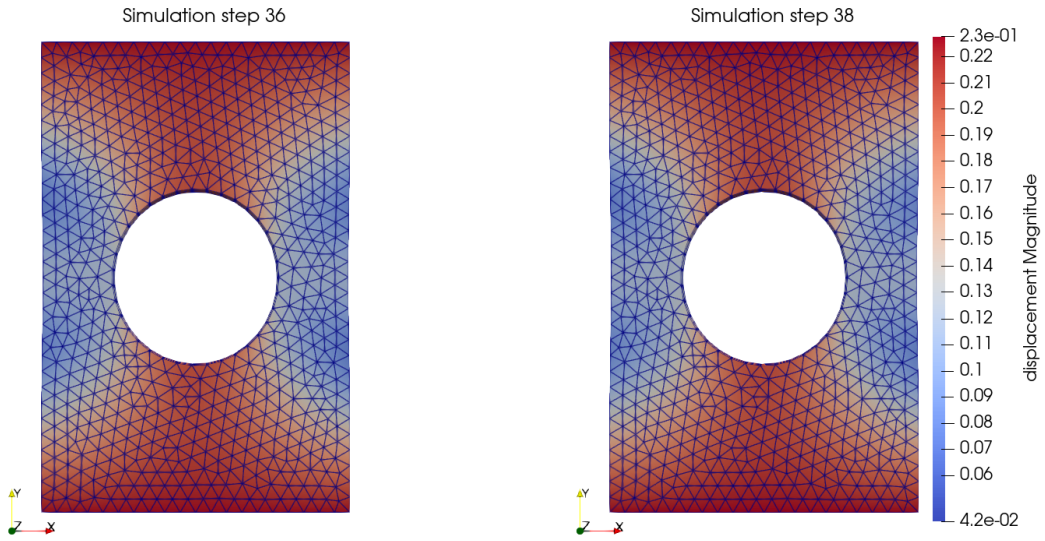 Simulation step 36
Simulation step 38
2.3e-01
0.22
0.21
0.2
0.19
0.18
0.17
0.16
0.15
0.14
0.13
0.12
0.11
0.1
0.09
0.08
0.07
0.06
4.2e-02
displacement Magnitude
Y
Z
X
Y
Z
X